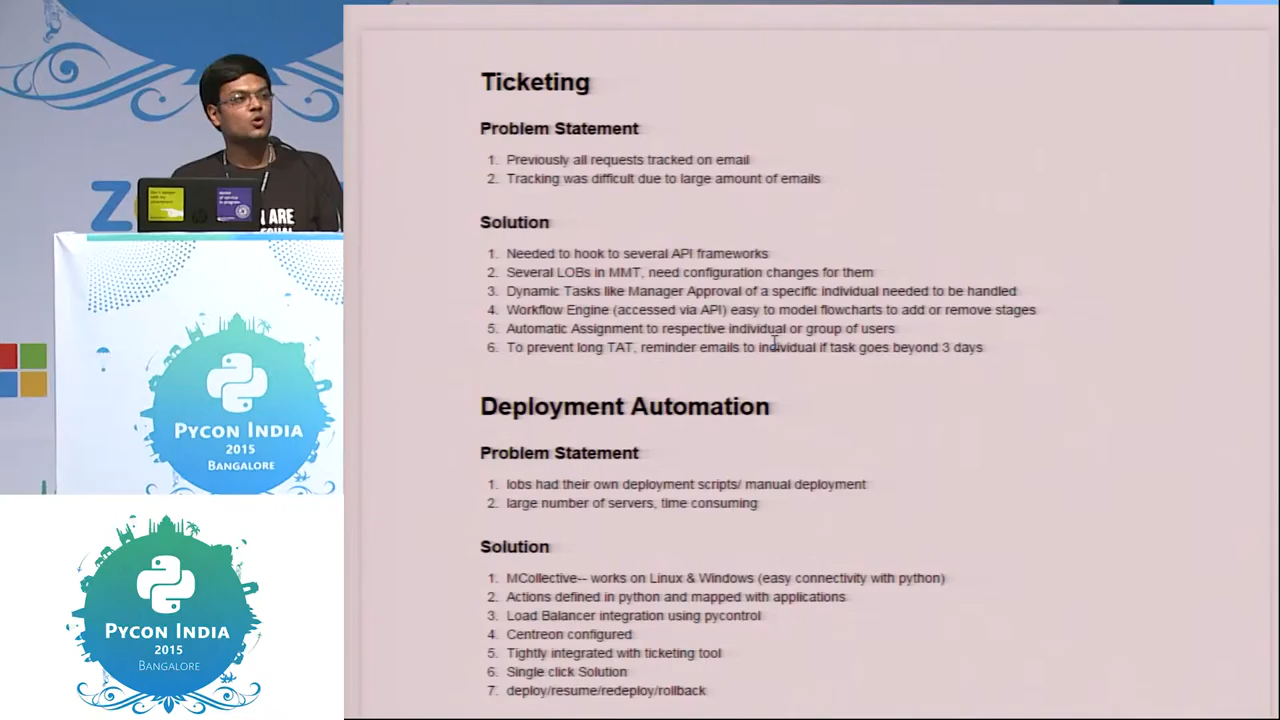 Ticketing
Problem Statement
1. Previously all requests tracked on email
2. Tracking was difficult due to large amount of emails
Solution
1. Needed to hook to several API frameworks
2. Several LOBs in MMT, need configuration changes for them
3. Dynamic Tasks like Manager Approval of a specific individual needed to be handled
4. Workflow Engine (accessed via API) easy to model flowcharts to add or remove stages
5. Automatic Assignment to respective individual or group of users
6. To prevent long TAT, reminder emails to individual if task goes beyond 3 days
Deployment Automation
Problem Statement
1. lobs had their own deployment scripts/ manual deployment
2. large number of servers, time consuming
Solution
1. MCollective-- works on Linux & Windows (easy connectivity with python)
2. Actions defined in python and mapped with applications
3. Load Balancer integration using pycontrol
4. Centreon configured
5. Tightly integrated with ticketing tool
6. Single click Solution
7. deploy/resume/redeploy/rollback
ARE
PYCON INDIA
2015
BANGALORE
PYCON INDIA
2015
BANGALORE